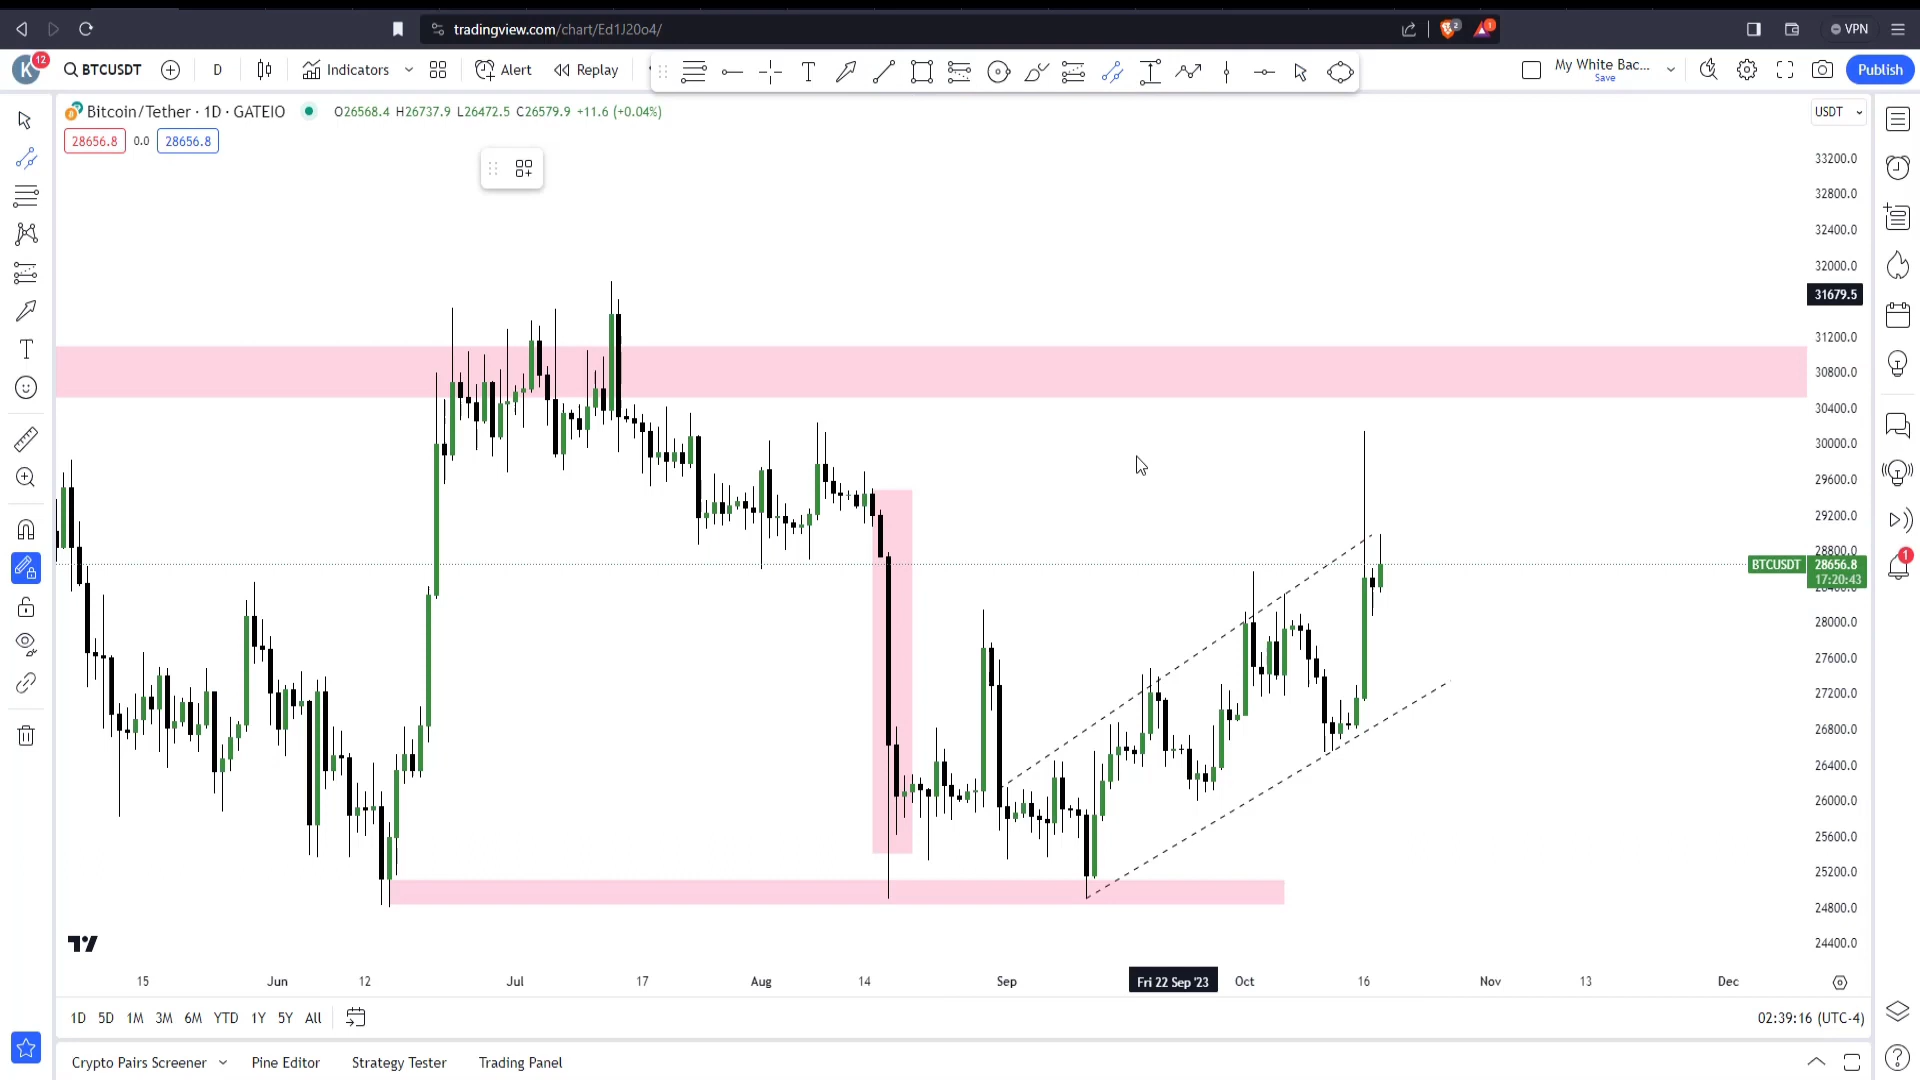 tradingview.com/chart/Ed1J20o4/
2
1
VPN
K
12
BTCUSDT
D
Indicators
Alert
Replay
My White Bac...
Save
Publish
Bitcoin/Tether · 1D · GATEIO
O26568.4 H26737.9 L26472.5 C26579.9 +11.6 (+0.04%)
USDT
28656.8
0.0
28656.8
33200.0
32800.0
32400.0
32000.0
31679.5
31200.0
30800.0
30400.0
30000.0
29600.0
29200.0
28800.0
BTCUSDT
28656.8
17:20:43
28400.0
28000.0
27600.0
27200.0
26800.0
26400.0
26000.0
25600.0
25200.0
24800.0
24400.0
1
15
Jun
12
Jul
17
Aug
14
Sep
Fri 22 Sep '23
Oct
16
Nov
13
Dec
1D 5D 1M 3M 6M YTD 1Y 5Y All
02:39:16 (UTC-4)
Crypto Pairs Screener
Pine Editor
Strategy Tester
Trading Panel